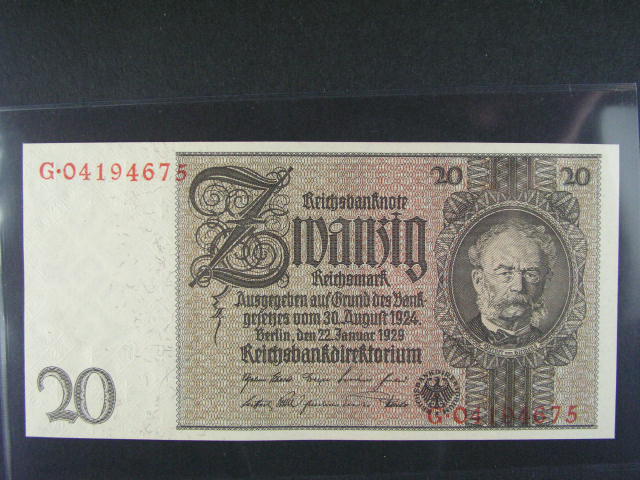 G·04194675
20 20
Reichsbanknote
Zwanzig
Reichsmark
Ausgegeben auf Grund des Bank-
gesetzes vom 30. August 1924.
Berlin, den 22. Januar 1929
Reichsbankdirektorium
20
G·04194675